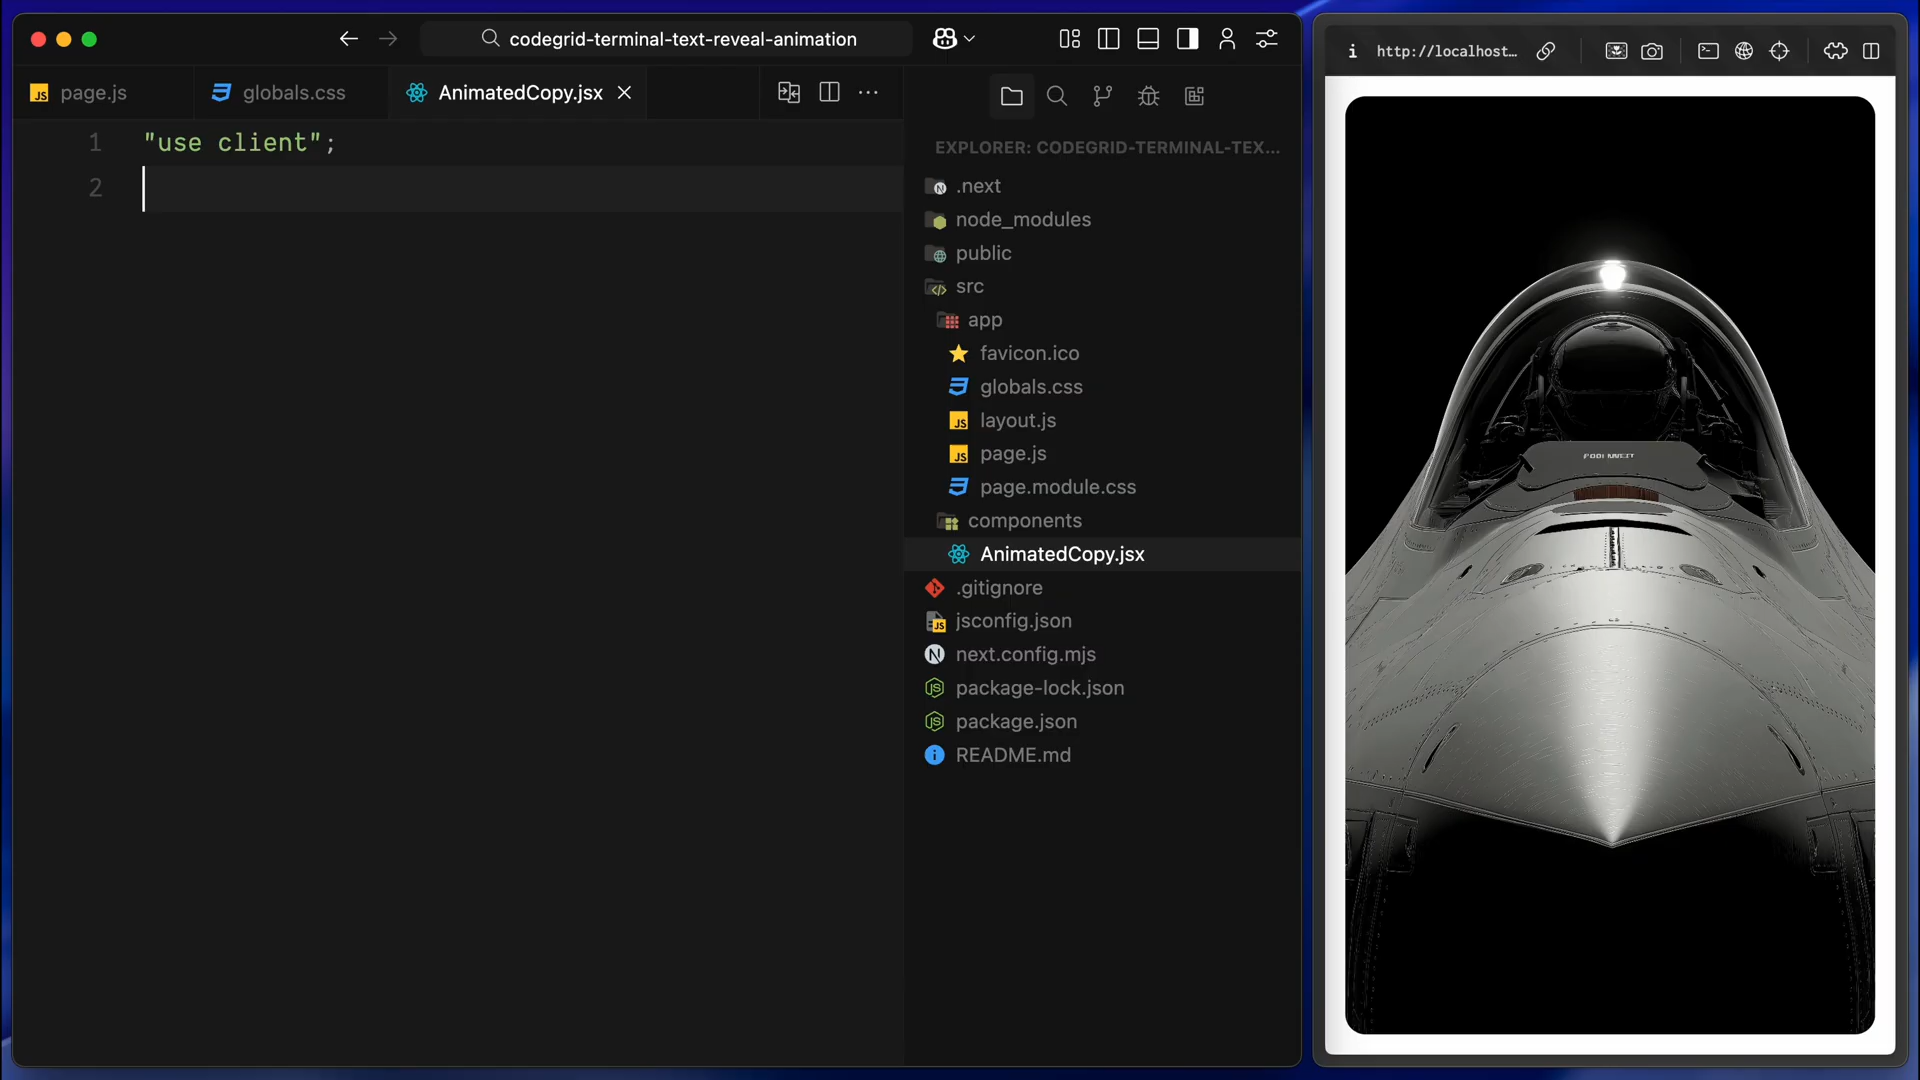 codegrid-terminal-text-reveal-animation
page.js
globals.css
AnimatedCopy.jsx
1 "use client";
2
EXPLORER: CODEGRID-TERMINAL-TEX...
.next
node_modules
public
src
app
favicon.ico
globals.css
layout.js
page.js
page.module.css
components
AnimatedCopy.jsx
.gitignore
jsconfig.json
next.config.mjs
package-lock.json
package.json
README.md
http://localhost…